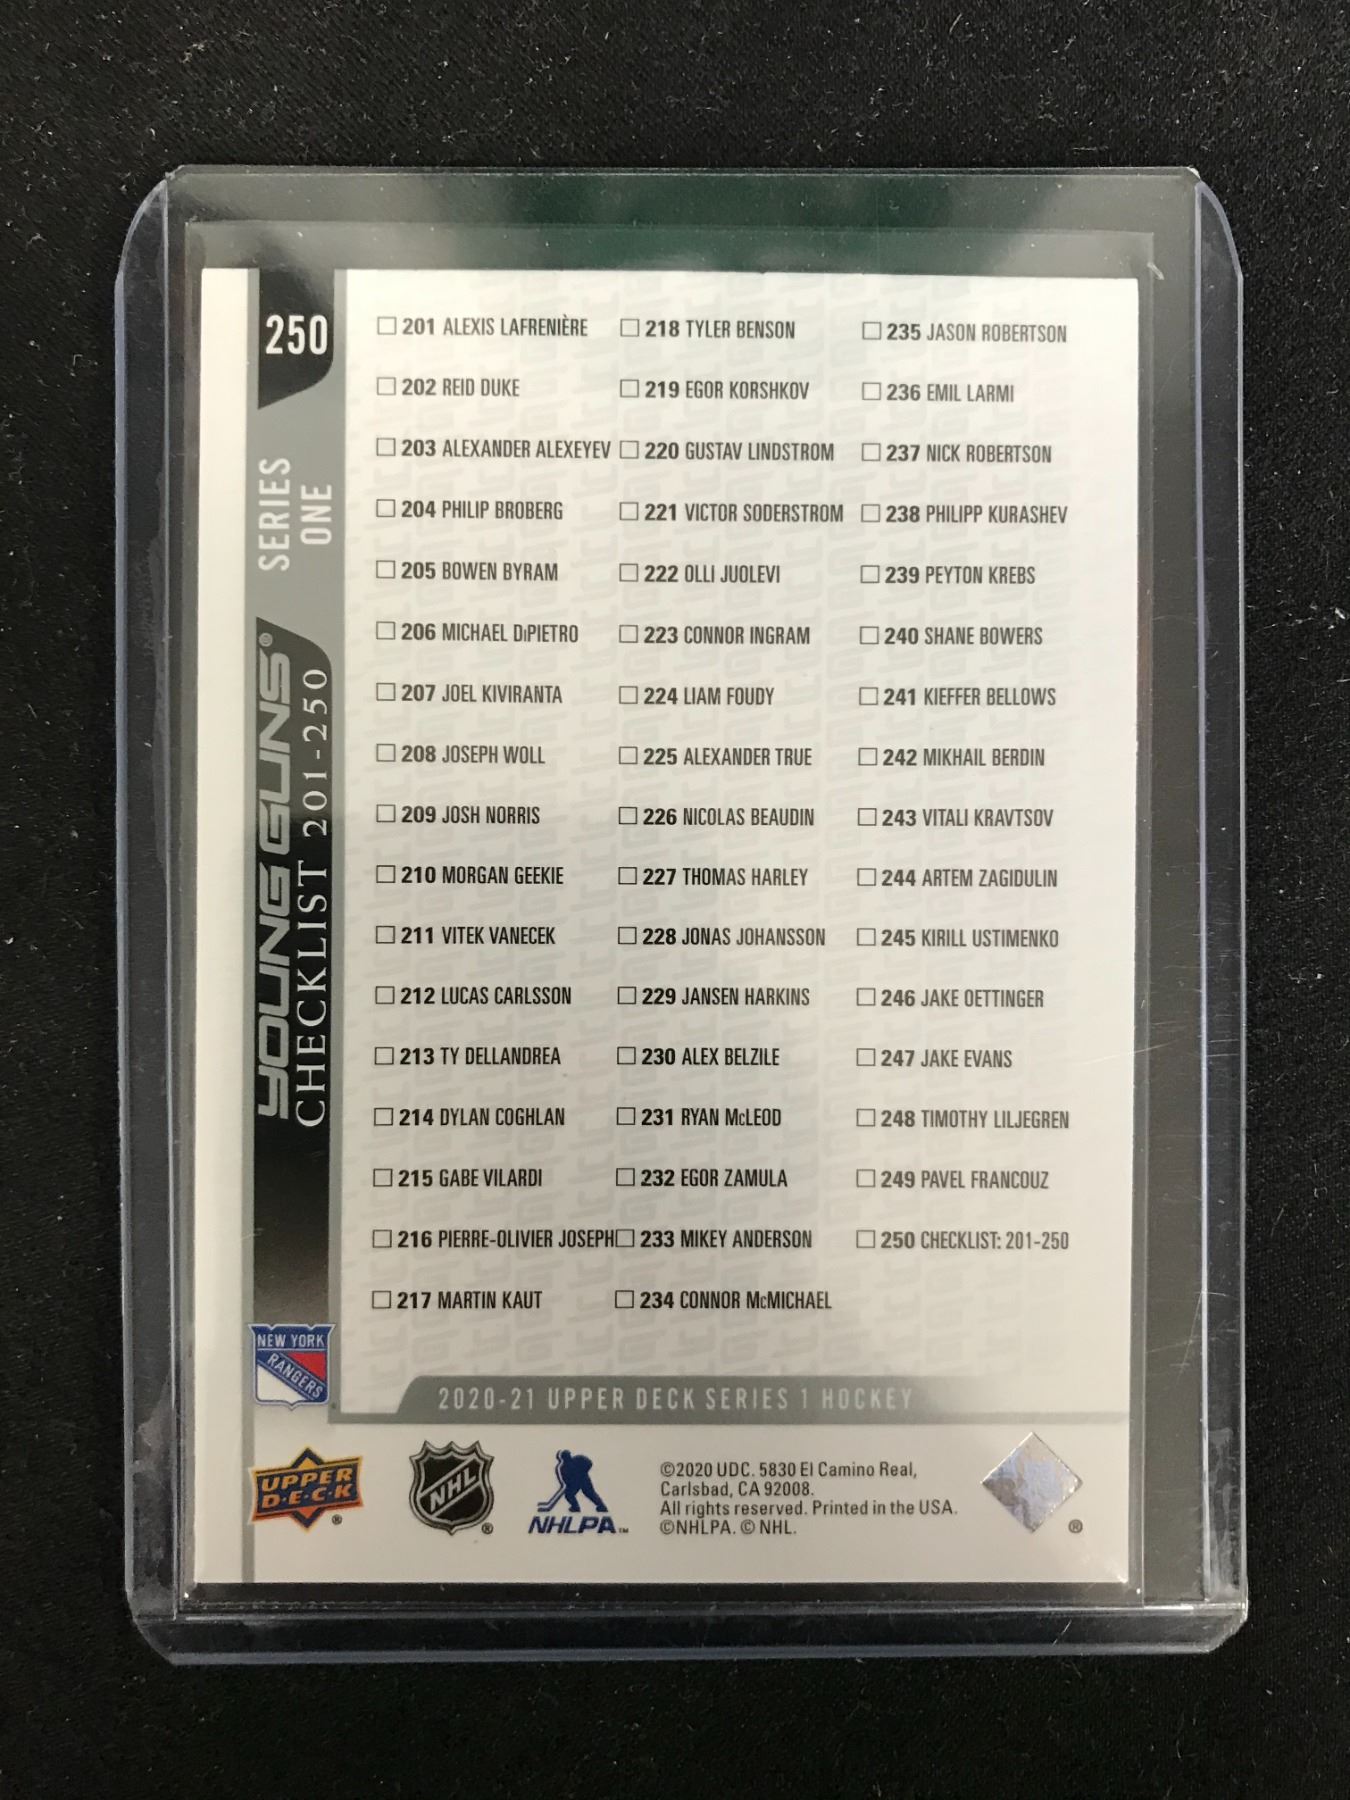 250
SERIES
ONE
YOUNG GUNS®
CHECKLIST 201-250
201 ALEXIS LAFRENIÈRE
202 REID DUKE
203 ALEXANDER ALEXEYEV
204 PHILIP BROBERG
205 BOWEN BYRAM
206 MICHAEL DiPIETRO
207 JOEL KIVIRANTA
208 JOSEPH WOLL
209 JOSH NORRIS
210 MORGAN GEEKIE
211 VITEK VANECEK
212 LUCAS CARLSSON
213 TY DELLANDREA
214 DYLAN COGHLAN
215 GABE VILARDI
216 PIERRE-OLIVIER JOSEPH
217 MARTIN KAUT
218 TYLER BENSON
219 EGOR KORSHKOV
220 GUSTAV LINDSTROM
221 VICTOR SODERSTROM
222 OLLI JUOLEVI
223 CONNOR INGRAM
224 LIAM FOUDY
225 ALEXANDER TRUE
226 NICOLAS BEAUDIN
227 THOMAS HARLEY
228 JONAS JOHANSSON
229 JANSEN HARKINS
230 ALEX BELZILE
231 RYAN McLEOD
232 EGOR ZAMULA
233 MIKEY ANDERSON
234 CONNOR McMICHAEL
235 JASON ROBERTSON
236 EMIL LARMI
237 NICK ROBERTSON
238 PHILIPP KURASHEV
239 PEYTON KREBS
240 SHANE BOWERS
241 KIEFFER BELLOWS
242 MIKHAIL BERDIN
243 VITALI KRAVTSOV
244 ARTEM ZAGIDULIN
245 KIRILL USTIMENKO
246 JAKE OETTINGER
247 JAKE EVANS
248 TIMOTHY LILJEGREN
249 PAVEL FRANCOUZ
250 CHECKLIST: 201-250
NEW YORK
RANGERS
2020-21 UPPER DECK SERIES 1 HOCKEY
UPPER
D·E·C·K
®
NHL
®
NHLPA™
©2020 UDC. 5830 El Camino Real,
Carlsbad, CA 92008.
All rights reserved. Printed in the USA.
©NHLPA. © NHL.
®